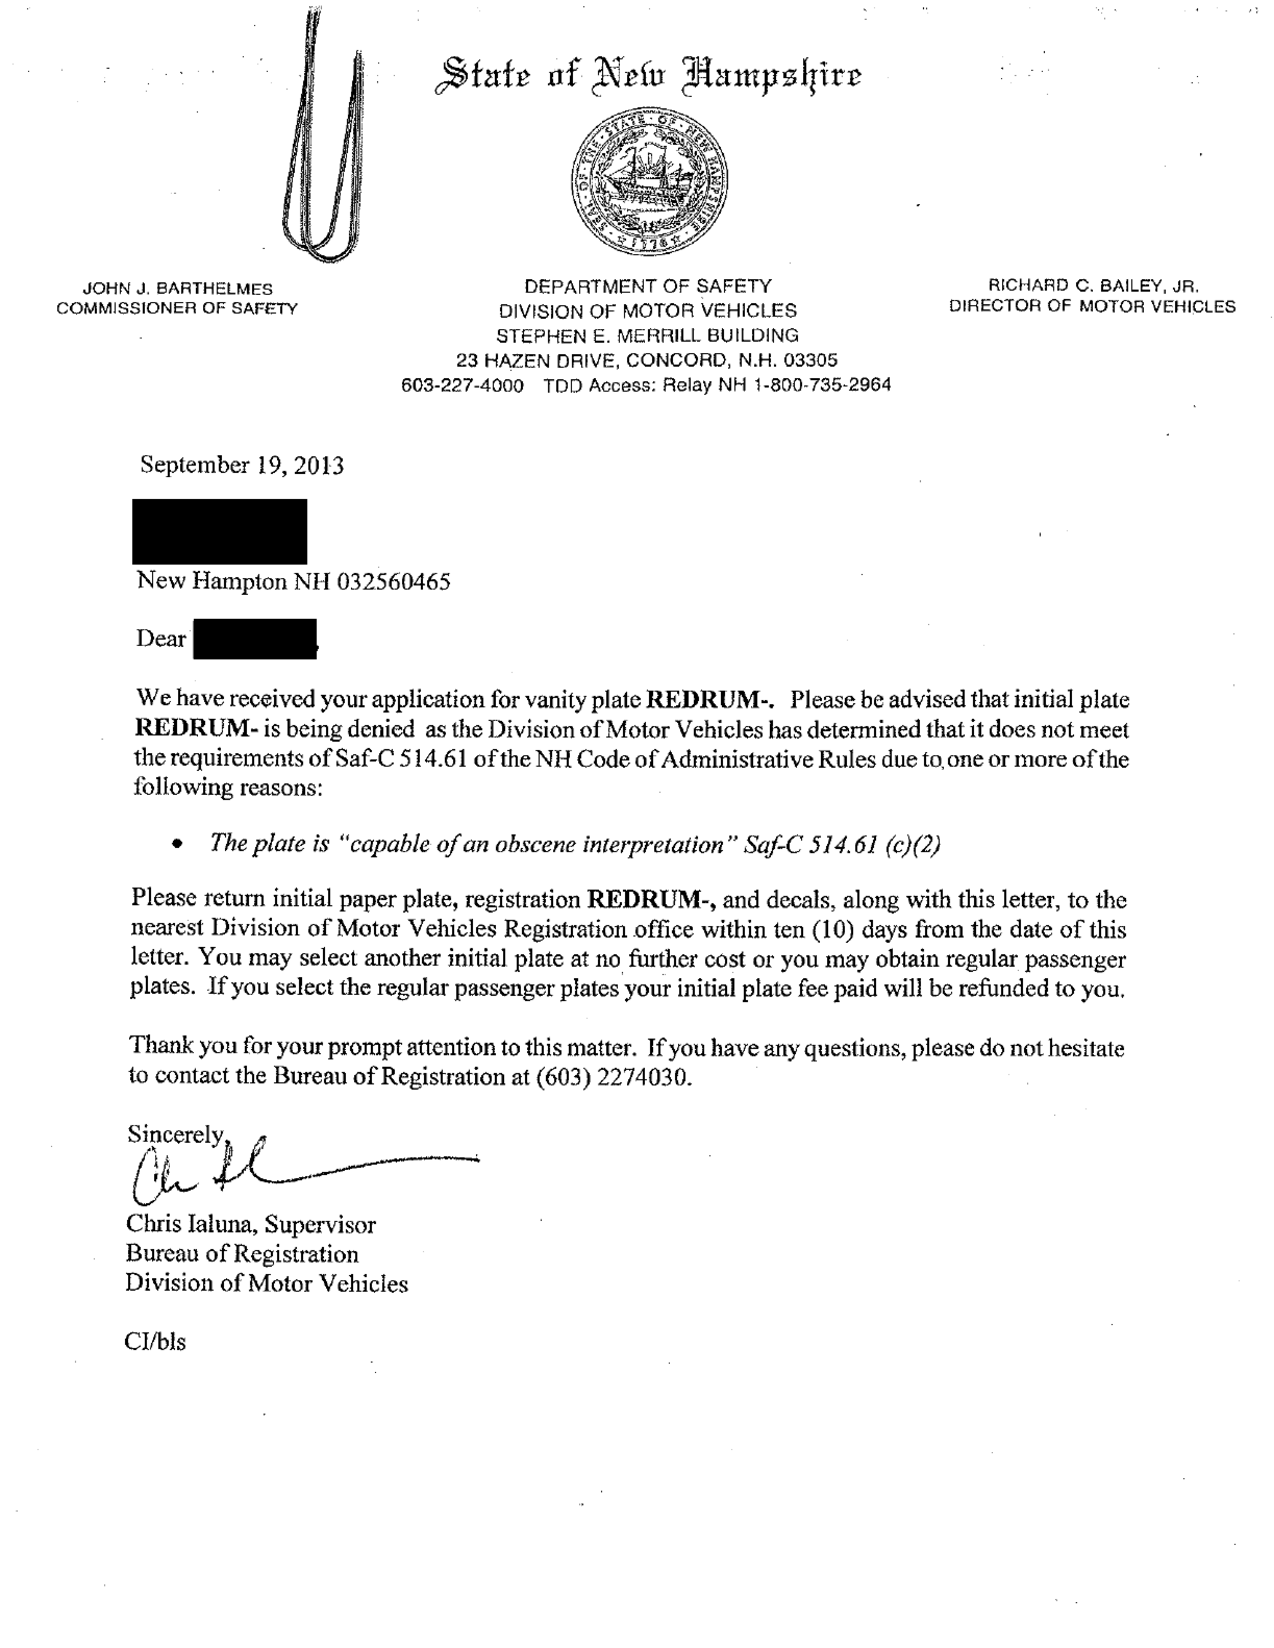 State of New Hampshire
SEAL OF THE STATE OF NEW HAMPSHIRE
1776
JOHN J. BARTHELMES
COMMISSIONER OF SAFETY
DEPARTMENT OF SAFETY
DIVISION OF MOTOR VEHICLES
STEPHEN E. MERRILL BUILDING
23 HAZEN DRIVE, CONCORD, N.H. 03305
603-227-4000 TDD Access: Relay NH 1-800-735-2964
RICHARD C. BAILEY, JR.
DIRECTOR OF MOTOR VEHICLES
September 19, 2013
New Hampton NH 032560465
Dear
We have received your application for vanity plate REDRUM-. Please be advised that initial plate
REDRUM- is being denied as the Division of Motor Vehicles has determined that it does not meet
the requirements of Saf-C 514.61 of the NH Code of Administrative Rules due to one or more of the
following reasons:
• The plate is “capable of an obscene interpretation” Saf-C 514.61 (c)(2)
Please return initial paper plate, registration REDRUM-, and decals, along with this letter, to the
nearest Division of Motor Vehicles Registration office within ten (10) days from the date of this
letter. You may select another initial plate at no further cost or you may obtain regular passenger
plates. If you select the regular passenger plates your initial plate fee paid will be refunded to you.
Thank you for your prompt attention to this matter. If you have any questions, please do not hesitate
to contact the Bureau of Registration at (603) 2274030.
Sincerely,
Chris Ialuna, Supervisor
Bureau of Registration
Division of Motor Vehicles
CI/bls